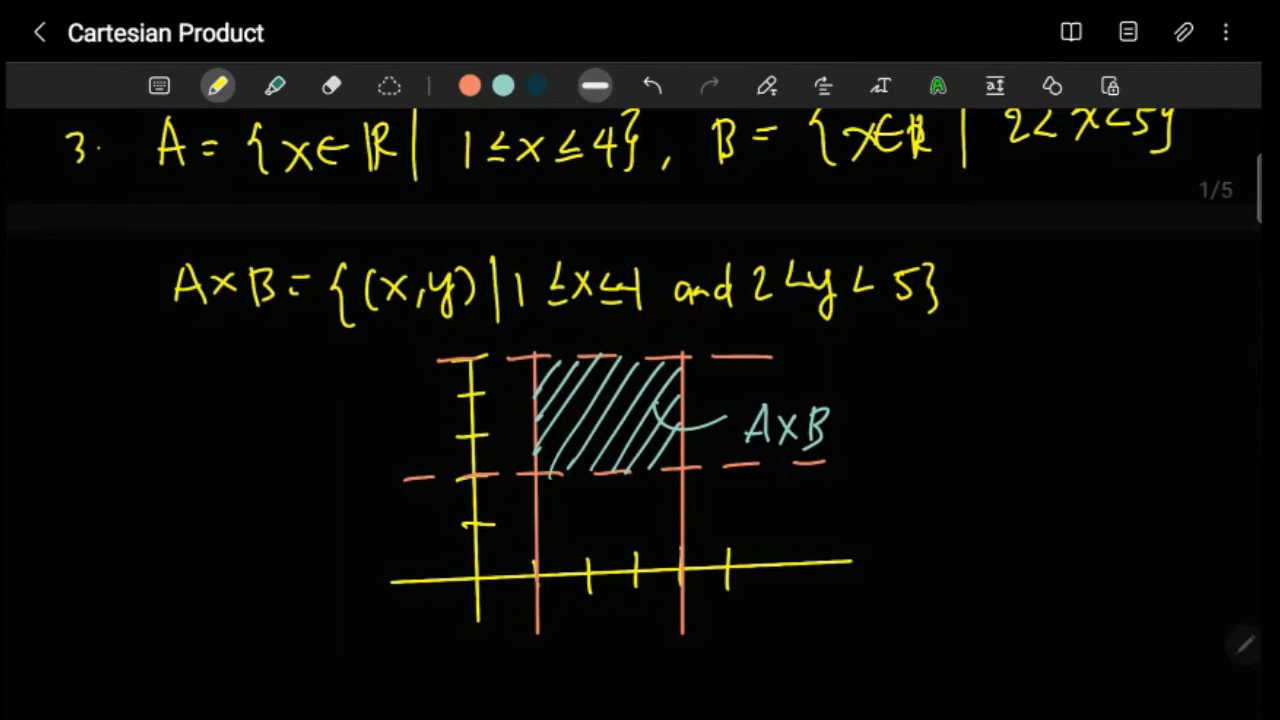 Cartesian Product
3. A = {x∈ℝ | 1≤x≤4}, B = {x∈ℝ | 2<x<5}
1/5
A×B = {(x,y) | 1≤x≤4 and 2<y<5}
A×B